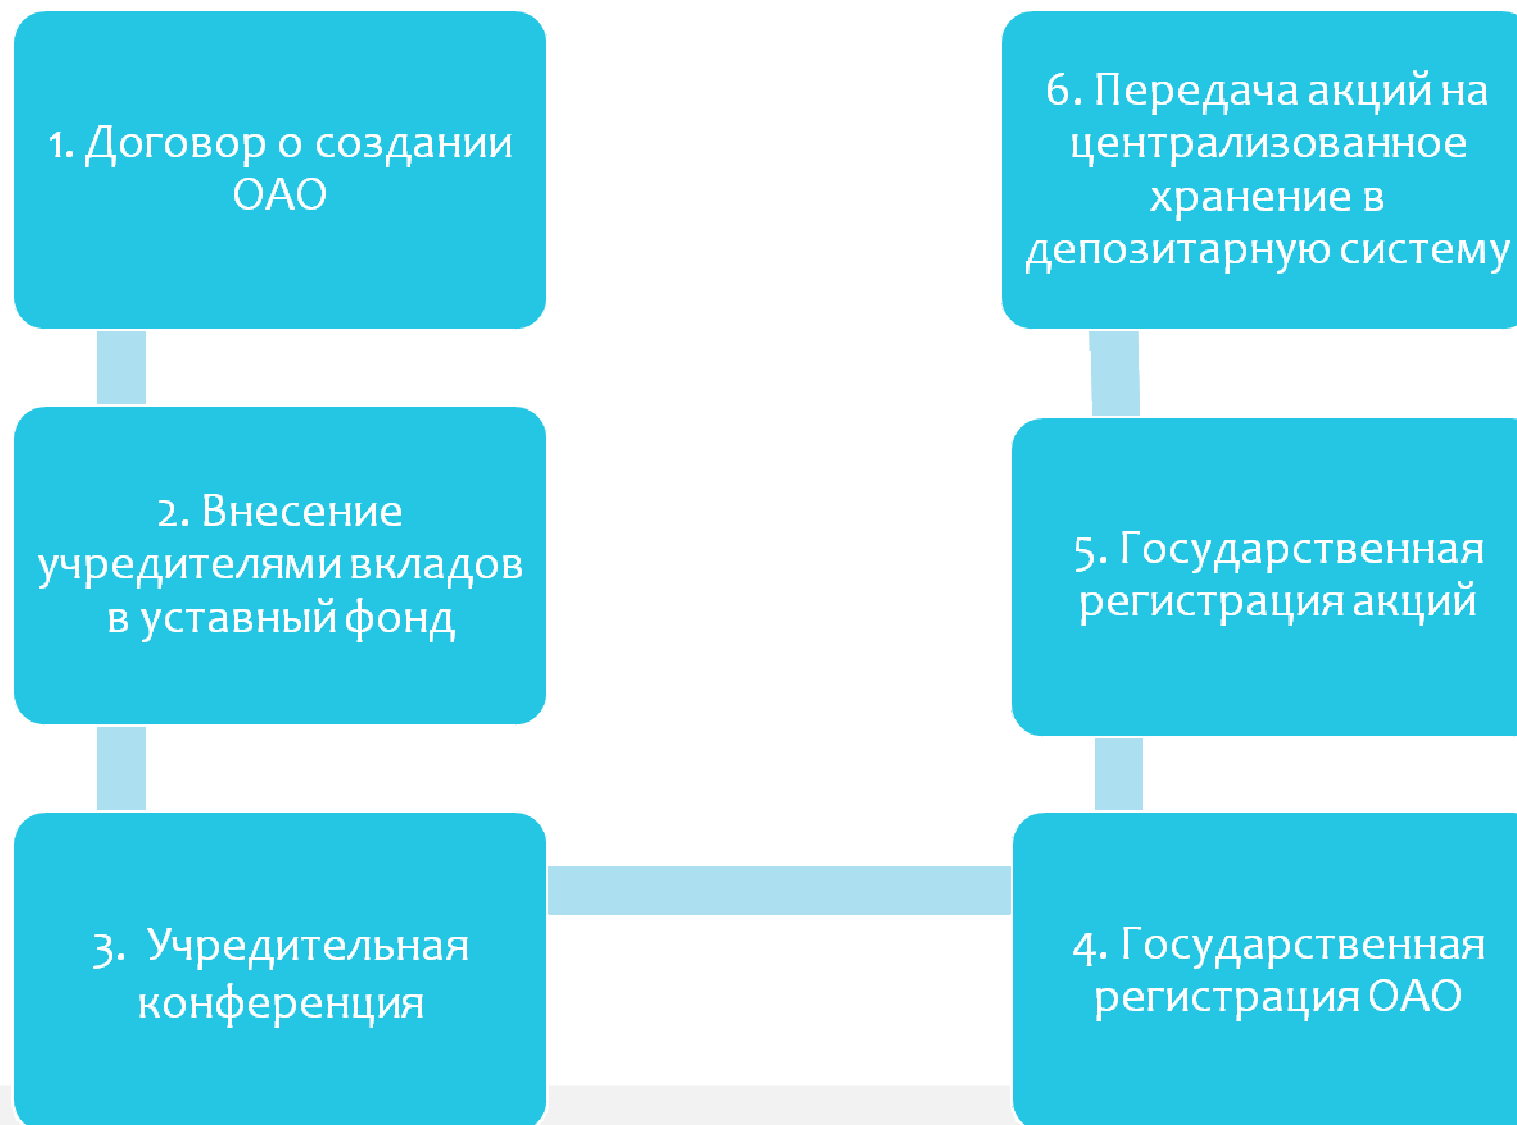 1. Договор о создании
ОАО
2. Внесение
учредителями вкладов
в уставный фонд
3. Учредительная
конференция
4. Государственная
регистрация ОАО
5. Государственная
регистрация акций
6. Передача акций на
централизованное
хранение в
депозитарную систему